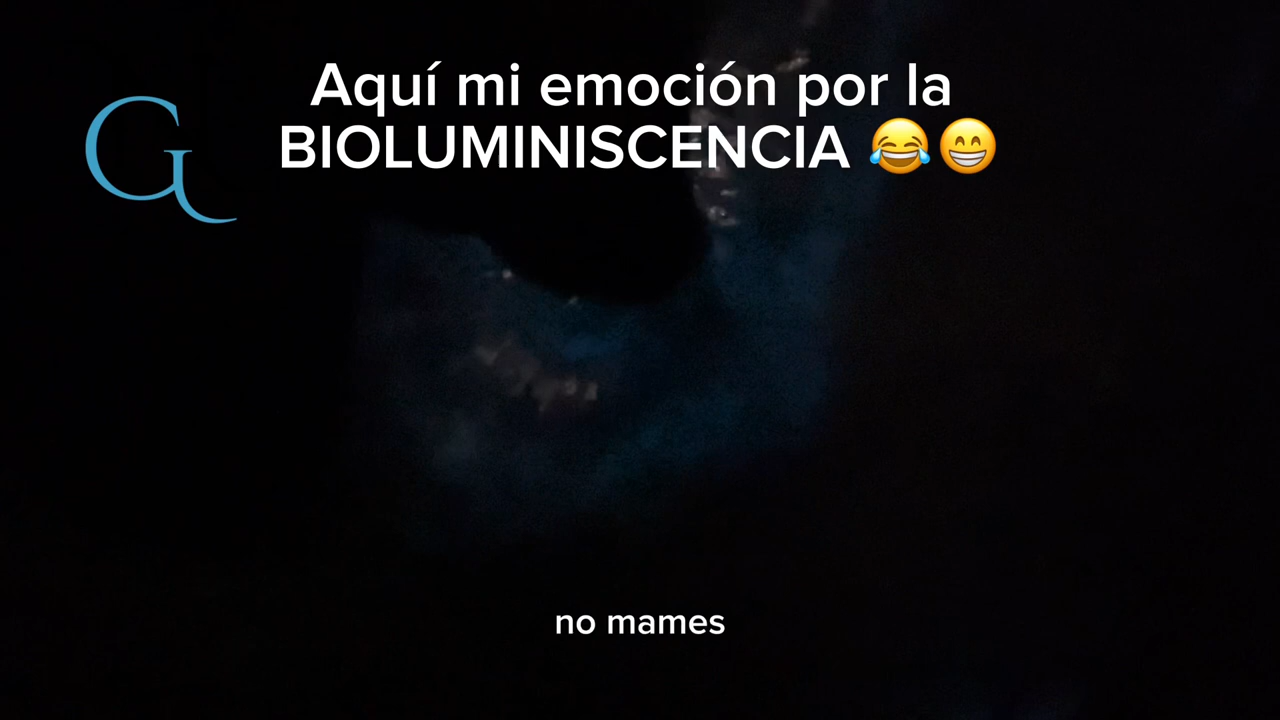 Aquí mi emoción por la
BIOLUMINISCENCIA 😂😁
G
no mames